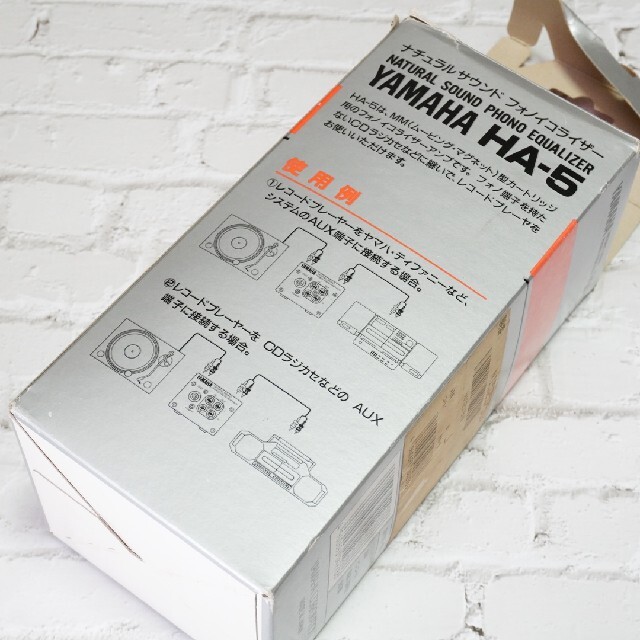 ナチュラルサウンド フォノイコライザー
NATURAL SOUND PHONO EQUALIZER
YAMAHA HA-5
HA-5は、MM(ムービングマグネット)型カートリッジ
用のフォノイコライザーアンプです。フォノ端子を持た
ないCDラジカセなどに繋いだレコードプレーヤを
お使いいただけます。
使用例
①レコードプレーヤーをヤマハ・ティファニーなど、
システムのAUX端子に接続する場合。
②レコードプレーヤーを CDラジカセなどの AUX
端子に接続する場合。